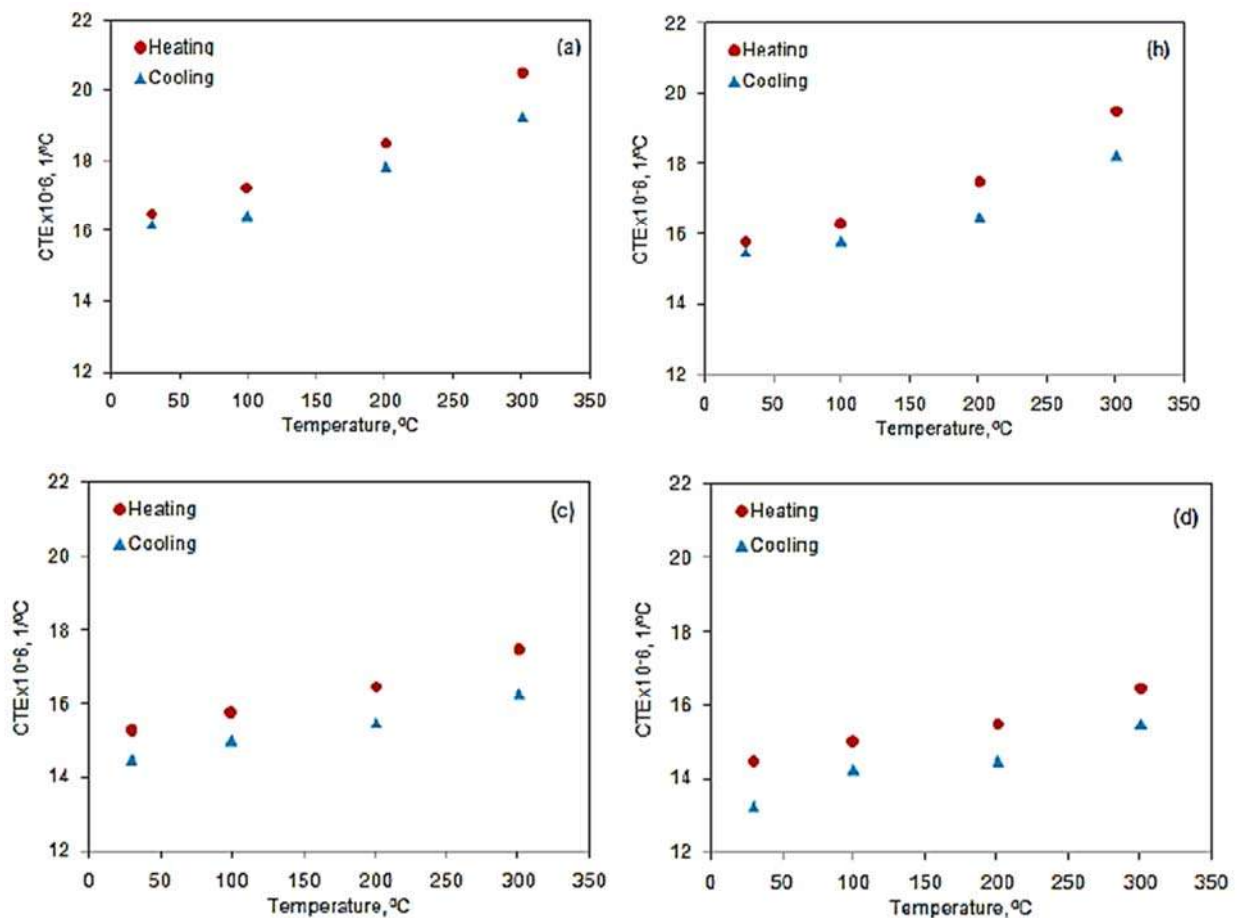 22
20
18
16
14
12
CTEx10-6, 1/ºC
Heating
Cooling
(a)
0 50 100 150 200 250 300 350
Temperature,ºC
22
20
18
16
14
12
CTEx10-6, 1/ºC
Heating
Cooling
(b)
0 50 100 150 200 250 300 350
Temperature,ºC
22
20
18
16
14
12
CTEx10-6, 1/ºC
Heating
Cooling
(c)
0 50 100 150 200 250 300 350
Temperature,ºC
22
20
18
16
14
12
CTEx10-6, 1/ºC
Heating
Cooling
(d)
0 50 100 150 200 250 300 350
Temperature,ºC